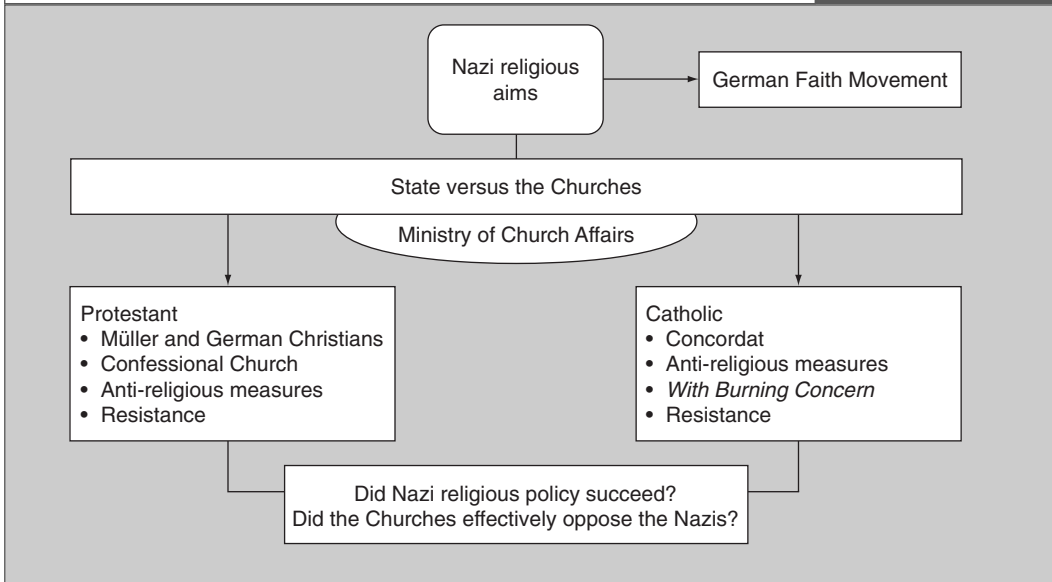 Nazi religious
aims
German Faith Movement
State versus the Churches
Ministry of Church Affairs
Protestant
• Müller and German Christians
• Confessional Church
• Anti-religious measures
• Resistance
Catholic
• Concordat
• Anti-religious measures
• With Burning Concern
• Resistance
Did Nazi religious policy succeed?
Did the Churches effectively oppose the Nazis?